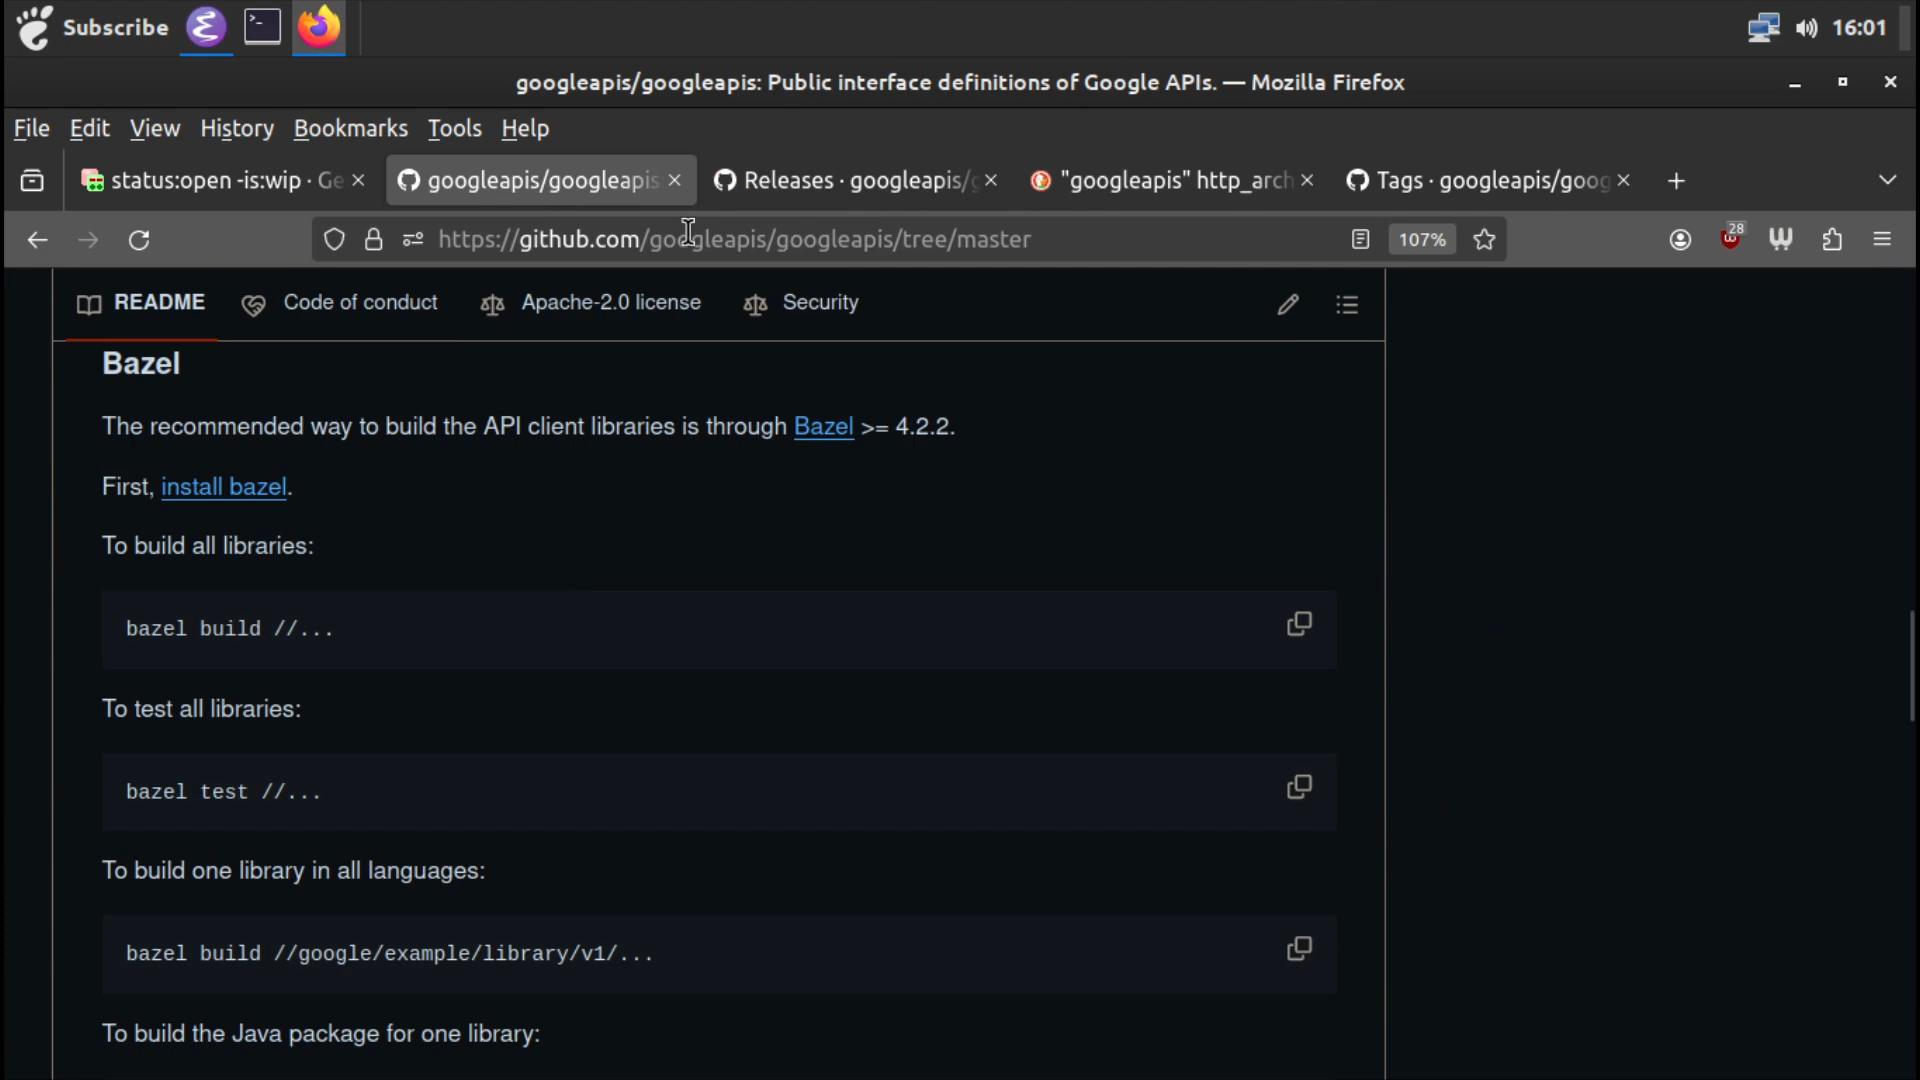 Subscribe
16:01
googleapis/googleapis: Public interface definitions of Google APIs. — Mozilla Firefox
File Edit View History Bookmarks Tools Help
status:open -is:wip · Ge
googleapis/googleapis
Releases · googleapis/g
"googleapis" http_arch
Tags · googleapis/goog
https://github.com/googleapis/googleapis/tree/master
107%
28
README Code of conduct Apache-2.0 license Security
Bazel
The recommended way to build the API client libraries is through Bazel >= 4.2.2.
First, install bazel.
To build all libraries:
bazel build //...
To test all libraries:
bazel test //...
To build one library in all languages:
bazel build //google/example/library/v1/...
To build the Java package for one library: